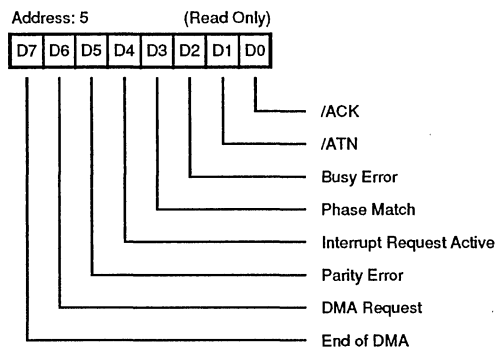 Address: 5 (Read Only)
D7 D6 D5 D4 D3 D2 D1 D0
/ACK
/ATN
Busy Error
Phase Match
Interrupt Request Active
Parity Error
DMA Request
End of DMA